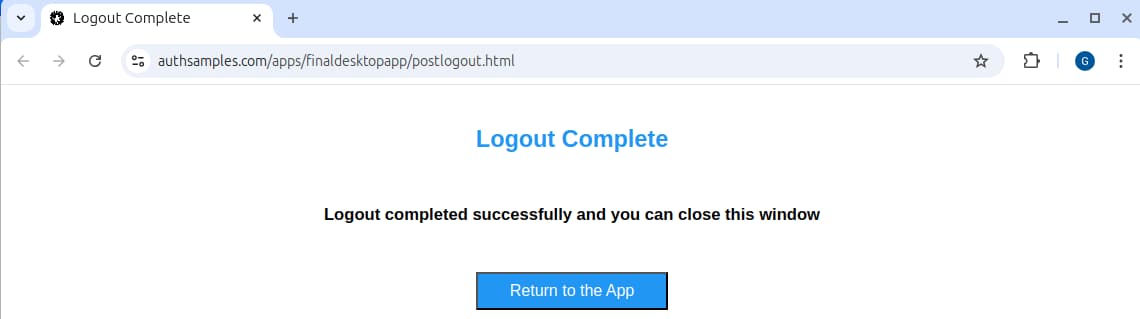 Logout Complete
authsamples.com/apps/finaldesktopapp/postlogout.html
G
Logout Complete
Logout completed successfully and you can close this window
Return to the App